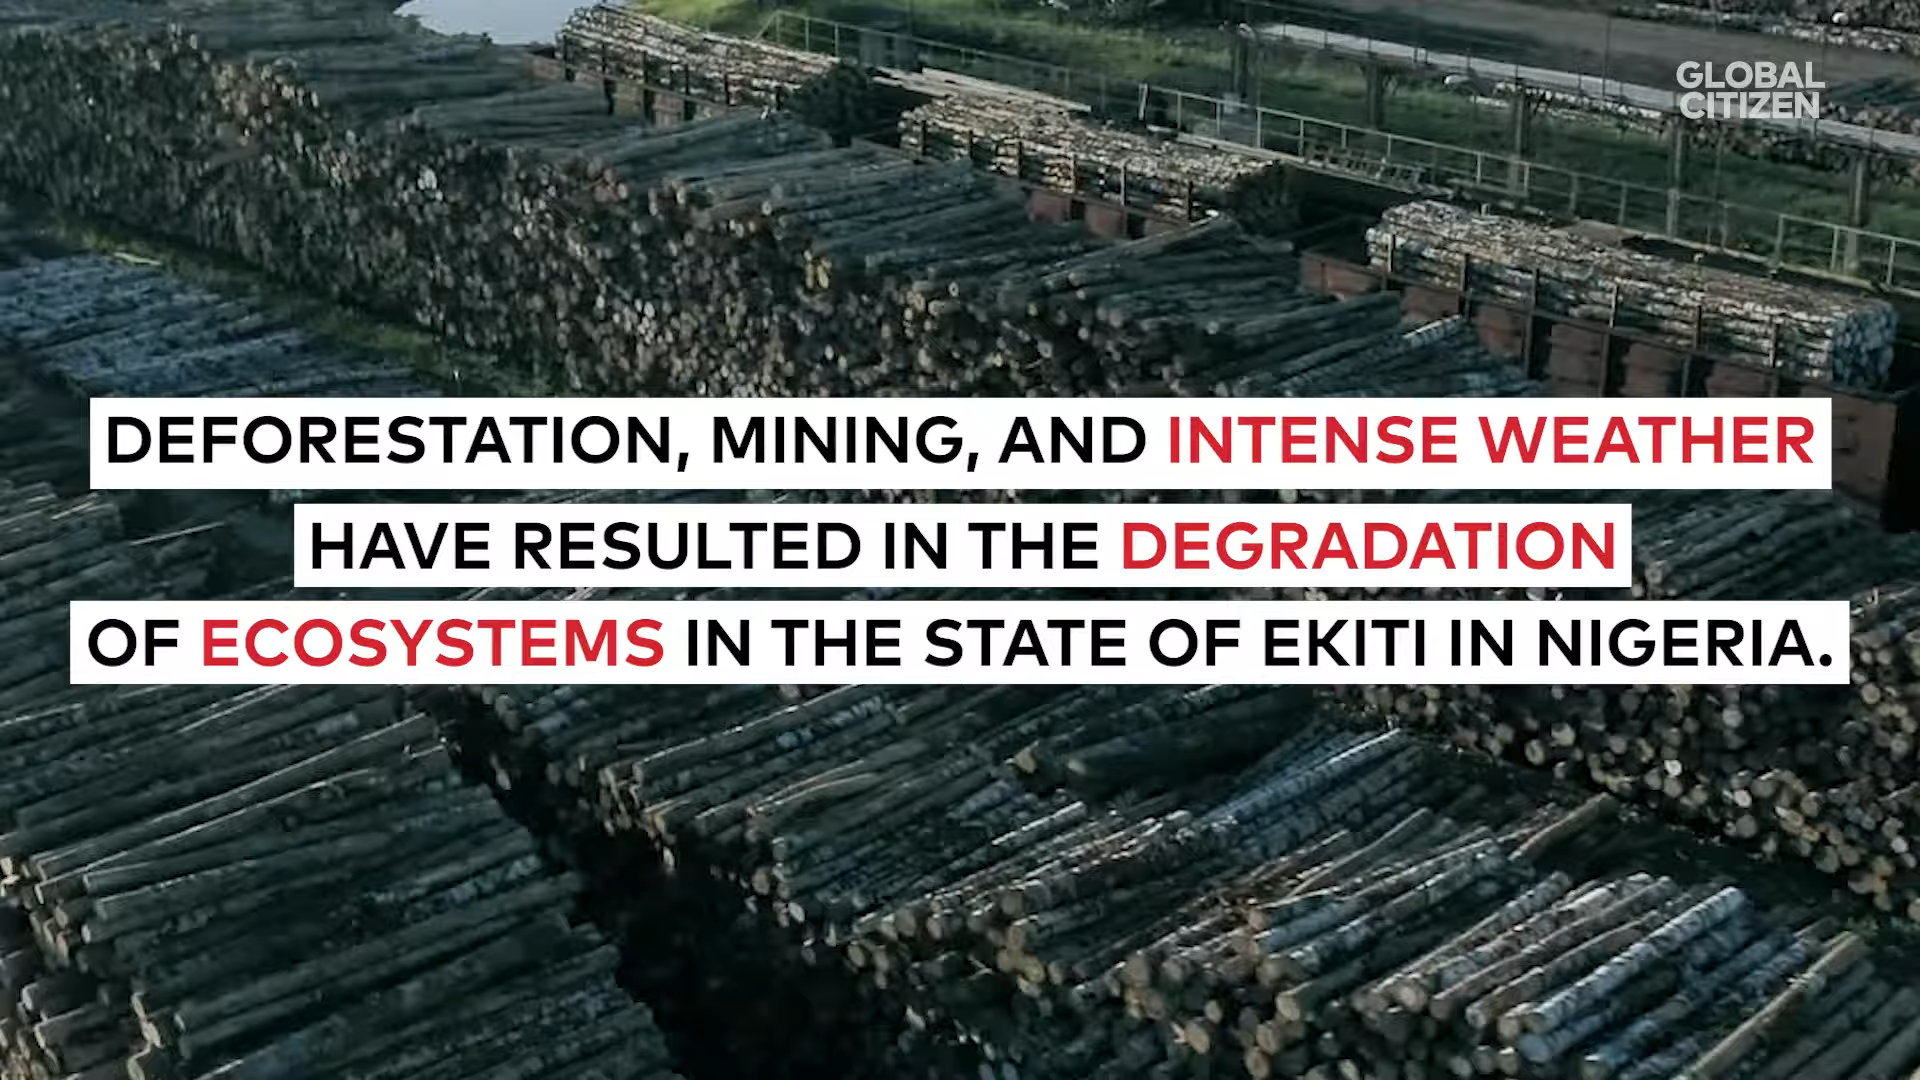 GLOBAL
CITIZEN
DEFORESTATION, MINING, AND INTENSE WEATHER
HAVE RESULTED IN THE DEGRADATION
OF ECOSYSTEMS IN THE STATE OF EKITI IN NIGERIA.